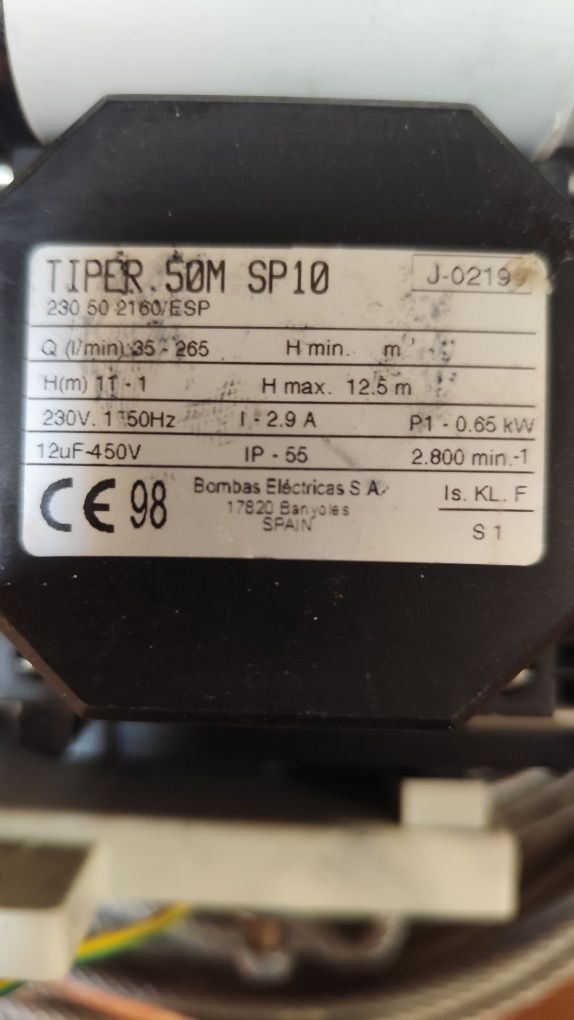 TIPER 50M SP10
J-0219
230 50 2160/ESP
Q (l/min) 35 - 265 H min. m
H(m) 11 - 1 H max. 12.5 m
230V. 1~50Hz I - 2.9 A P1 - 0.65 kW
12uF-450V IP - 55 2.800 min.-1
CE 98
Bombas Eléctricas S.A.
17820 Banyoles
SPAIN
Is. KL. F
S 1